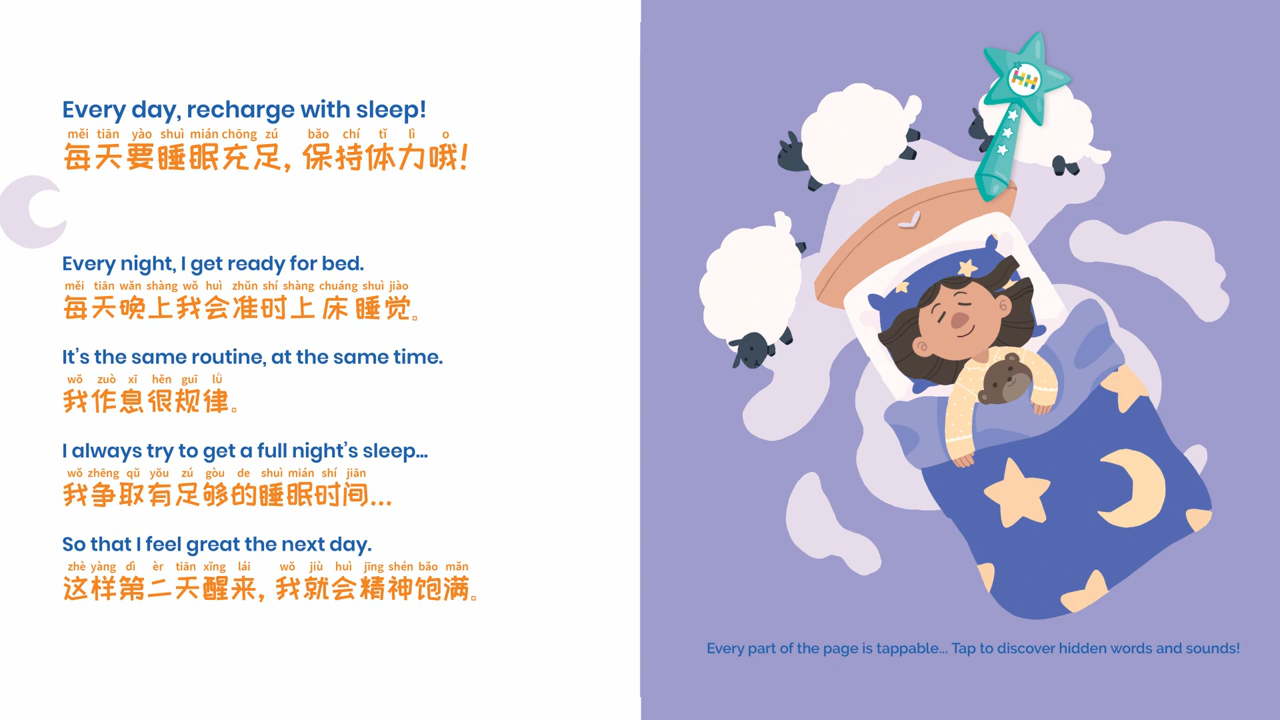 Every day, recharge with sleep!
měi tiān yào shuì mián chōng zú bǎo chí tǐ lì o
每天要睡眠充足, 保持体力哦!
Every night, I get ready for bed.
měi tiān wǎn shàng wǒ huì zhǔn shí shàng chuáng shuì jiào
每天晚上我会准时上床睡觉。
It's the same routine, at the same time.
wǒ zuò xī hěn guī lǜ
我作息很规律。
I always try to get a full night's sleep...
wǒ zhēng qǔ yǒu zú gòu de shuì mián shí jiān
我争取有足够的睡眠时间...
So that I feel great the next day.
zhè yàng dì èr tiān xǐng lái wǒ jiù huì jīng shén bǎo mǎn
这样第二天醒来, 我就会精神饱满。
HH
Every part of the page is tappable... Tap to discover hidden words and sounds!